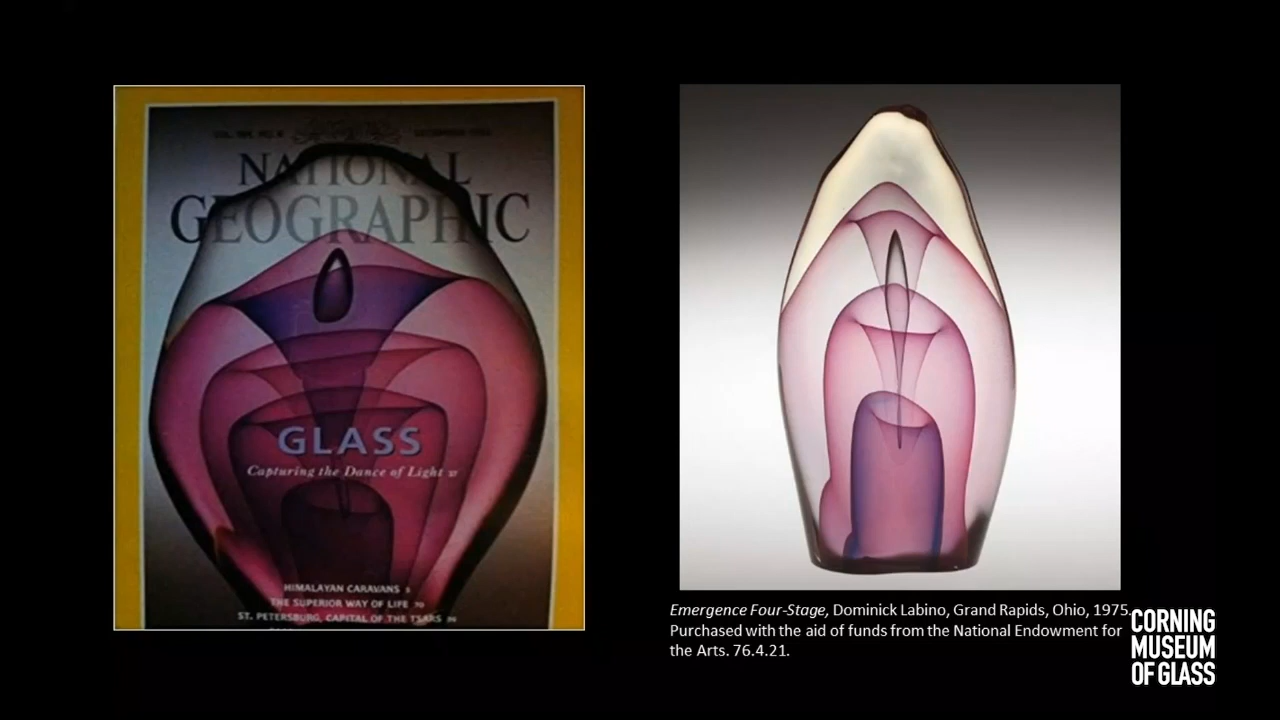 NATIONAL
GEOGRAPHIC
GLASS
Capturing the Dance of Light
HIMALAYAN CARAVANS 5
THE SUPERIOR WAY OF LIFE 70
ST. PETERSBURG, CAPITAL OF THE TSARS
Emergence Four-Stage, Dominick Labino, Grand Rapids, Ohio, 1975.
Purchased with the aid of funds from the National Endowment for
the Arts. 76.4.21.
CORNING
MUSEUM
OF GLASS